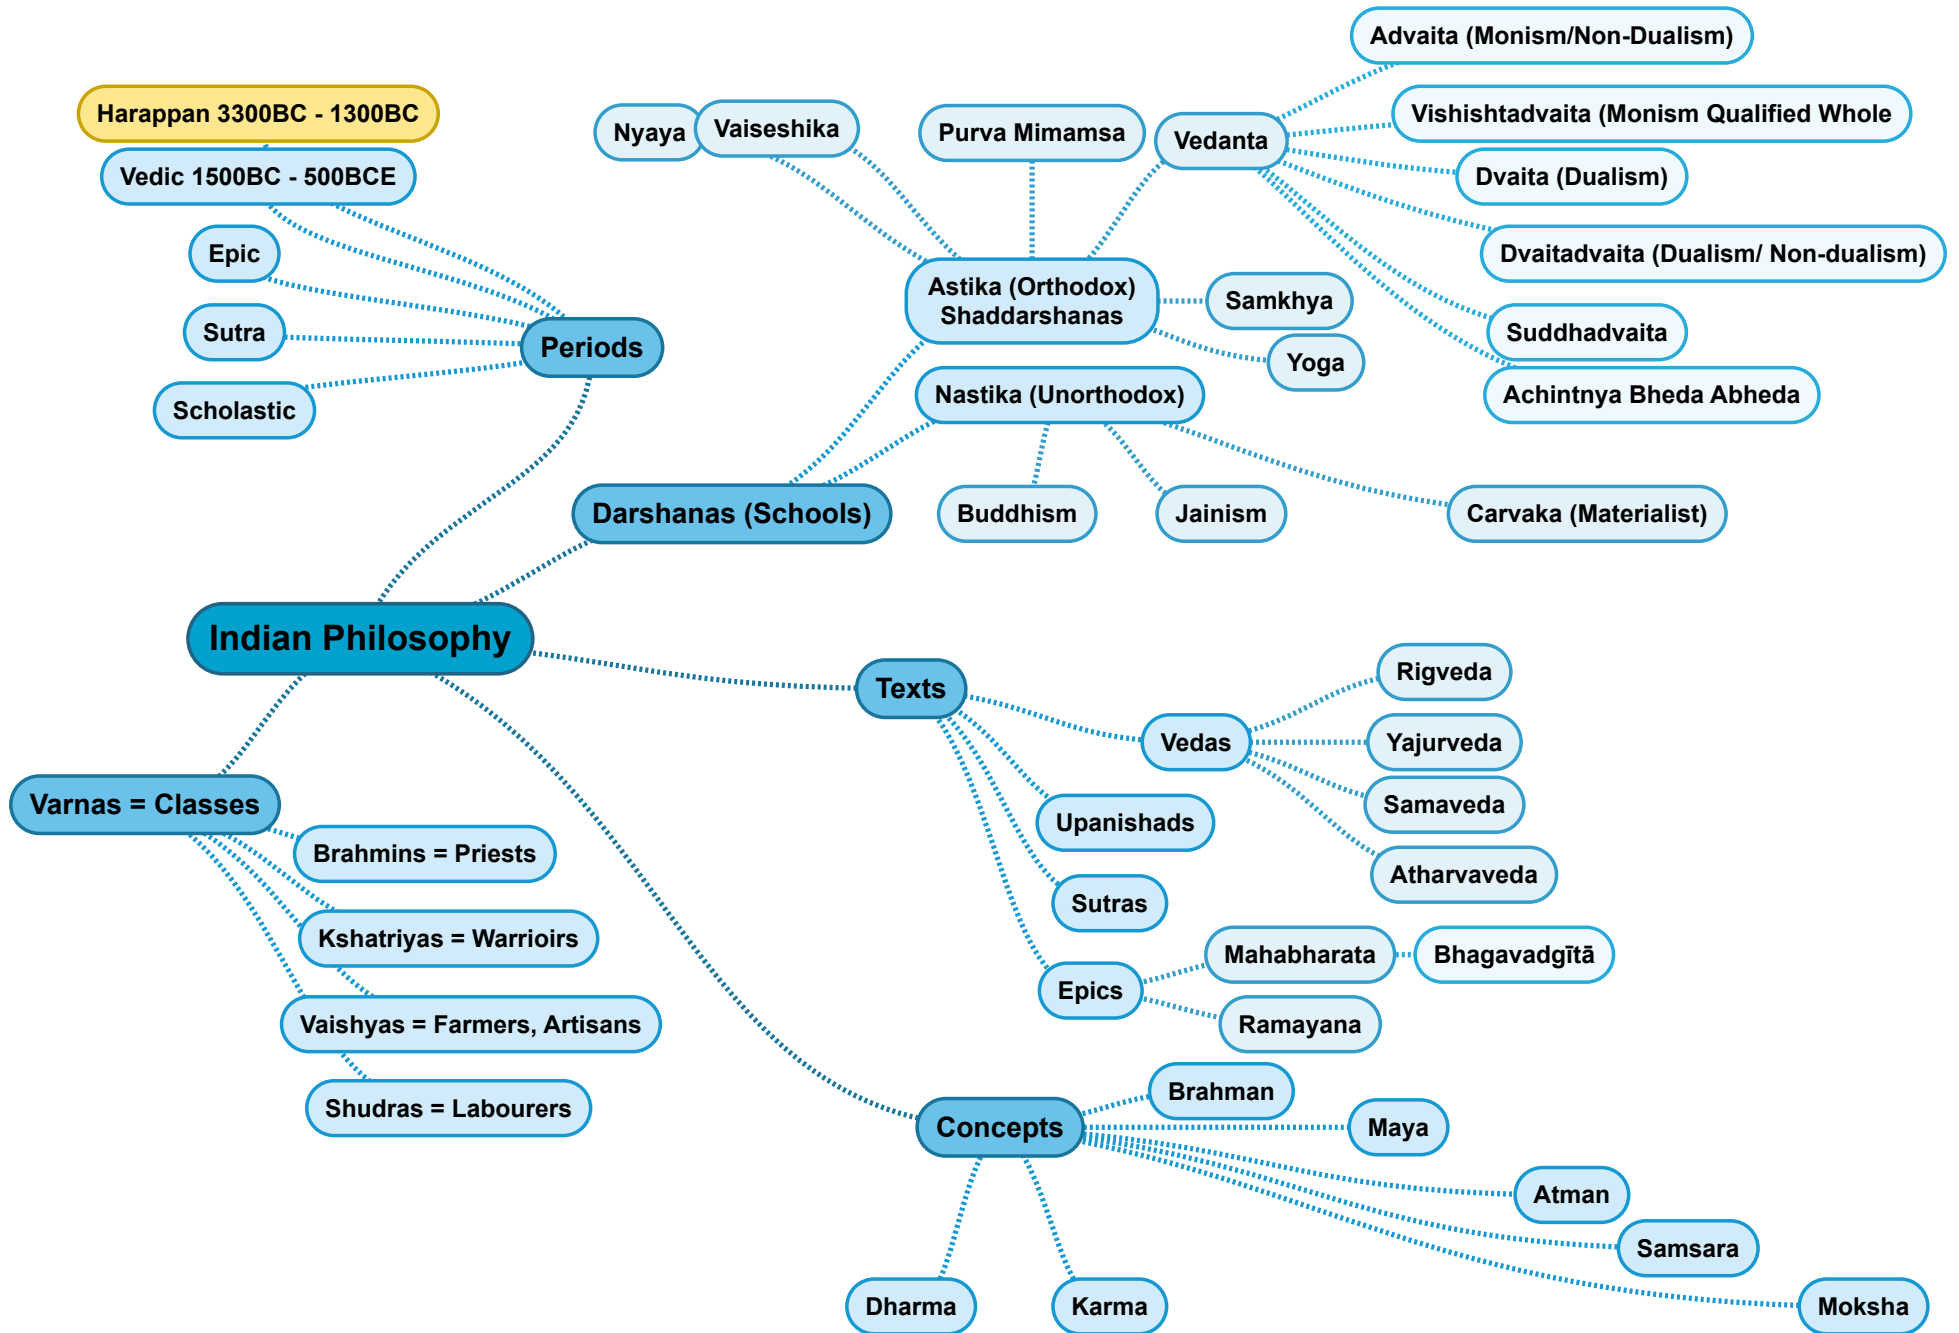 Advaita (Monism/Non-Dualism)
Harappan 3300BC - 1300BC
Vishishtadvaita (Monism Qualified Whole
Nyaya
Vaiseshika
Purva Mimamsa
Vedanta
Vedic 1500BC - 500BCE
Dvaita (Dualism)
Epic
Dvaitadvaita (Dualism/ Non-dualism)
Astika (Orthodox)
Shaddarshanas
Samkhya
Sutra
Suddhadvaita
Periods
Yoga
Nastika (Unorthodox)
Achintnya Bheda Abheda
Scholastic
Darshanas (Schools)
Buddhism
Jainism
Carvaka (Materialist)
Indian Philosophy
Rigveda
Texts
Vedas
Yajurveda
Varnas = Classes
Samaveda
Upanishads
Brahmins = Priests
Atharvaveda
Sutras
Kshatriyas = Warrioirs
Mahabharata
Bhagavadgītā
Epics
Vaishyas = Farmers, Artisans
Ramayana
Brahman
Shudras = Labourers
Concepts
Maya
Atman
Samsara
Dharma
Karma
Moksha